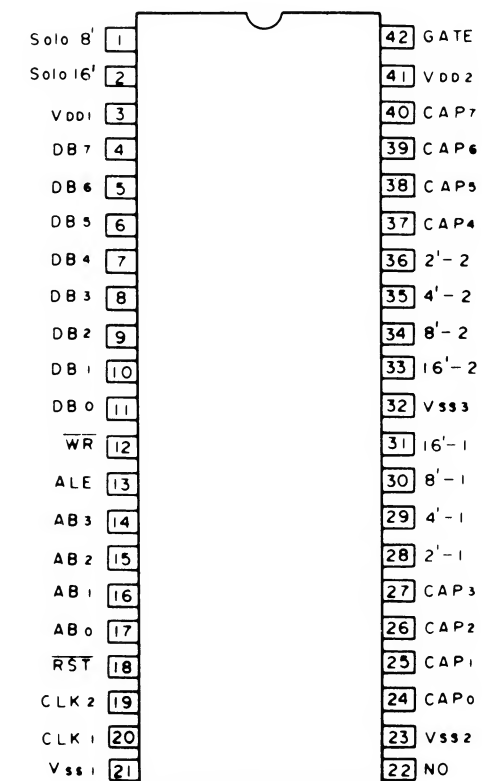 Solo 8' 1 42 GATE
Solo 16' 2 41 VDD2
VDD1 3 40 CAP7
DB7 4 39 CAP6
DB6 5 38 CAP5
DB5 6 37 CAP4
DB4 7 36 2'-2
DB3 8 35 4'-2
DB2 9 34 8'-2
DB1 10 33 16'-2
DB0 11 32 VSS3
WR 12 31 16'-1
ALE 13 30 8'-1
AB3 14 29 4'-1
AB2 15 28 2'-1
AB1 16 27 CAP3
AB0 17 26 CAP2
RST 18 25 CAP1
CLK2 19 24 CAP0
CLK1 20 23 VSS2
VSS1 21 22 NO